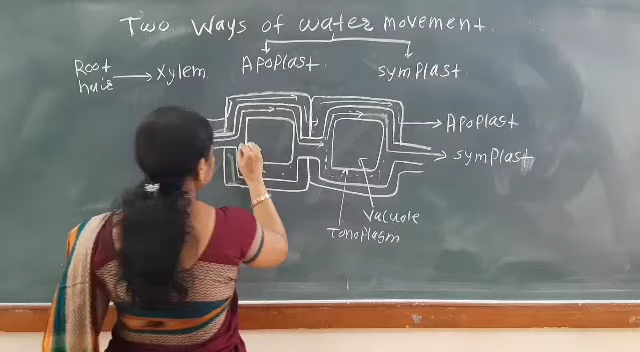 Two Ways of water movement.
Root hair → Xylem
Apoplast
symplast
Apoplast
symplast
Vacuole
Tonoplasm